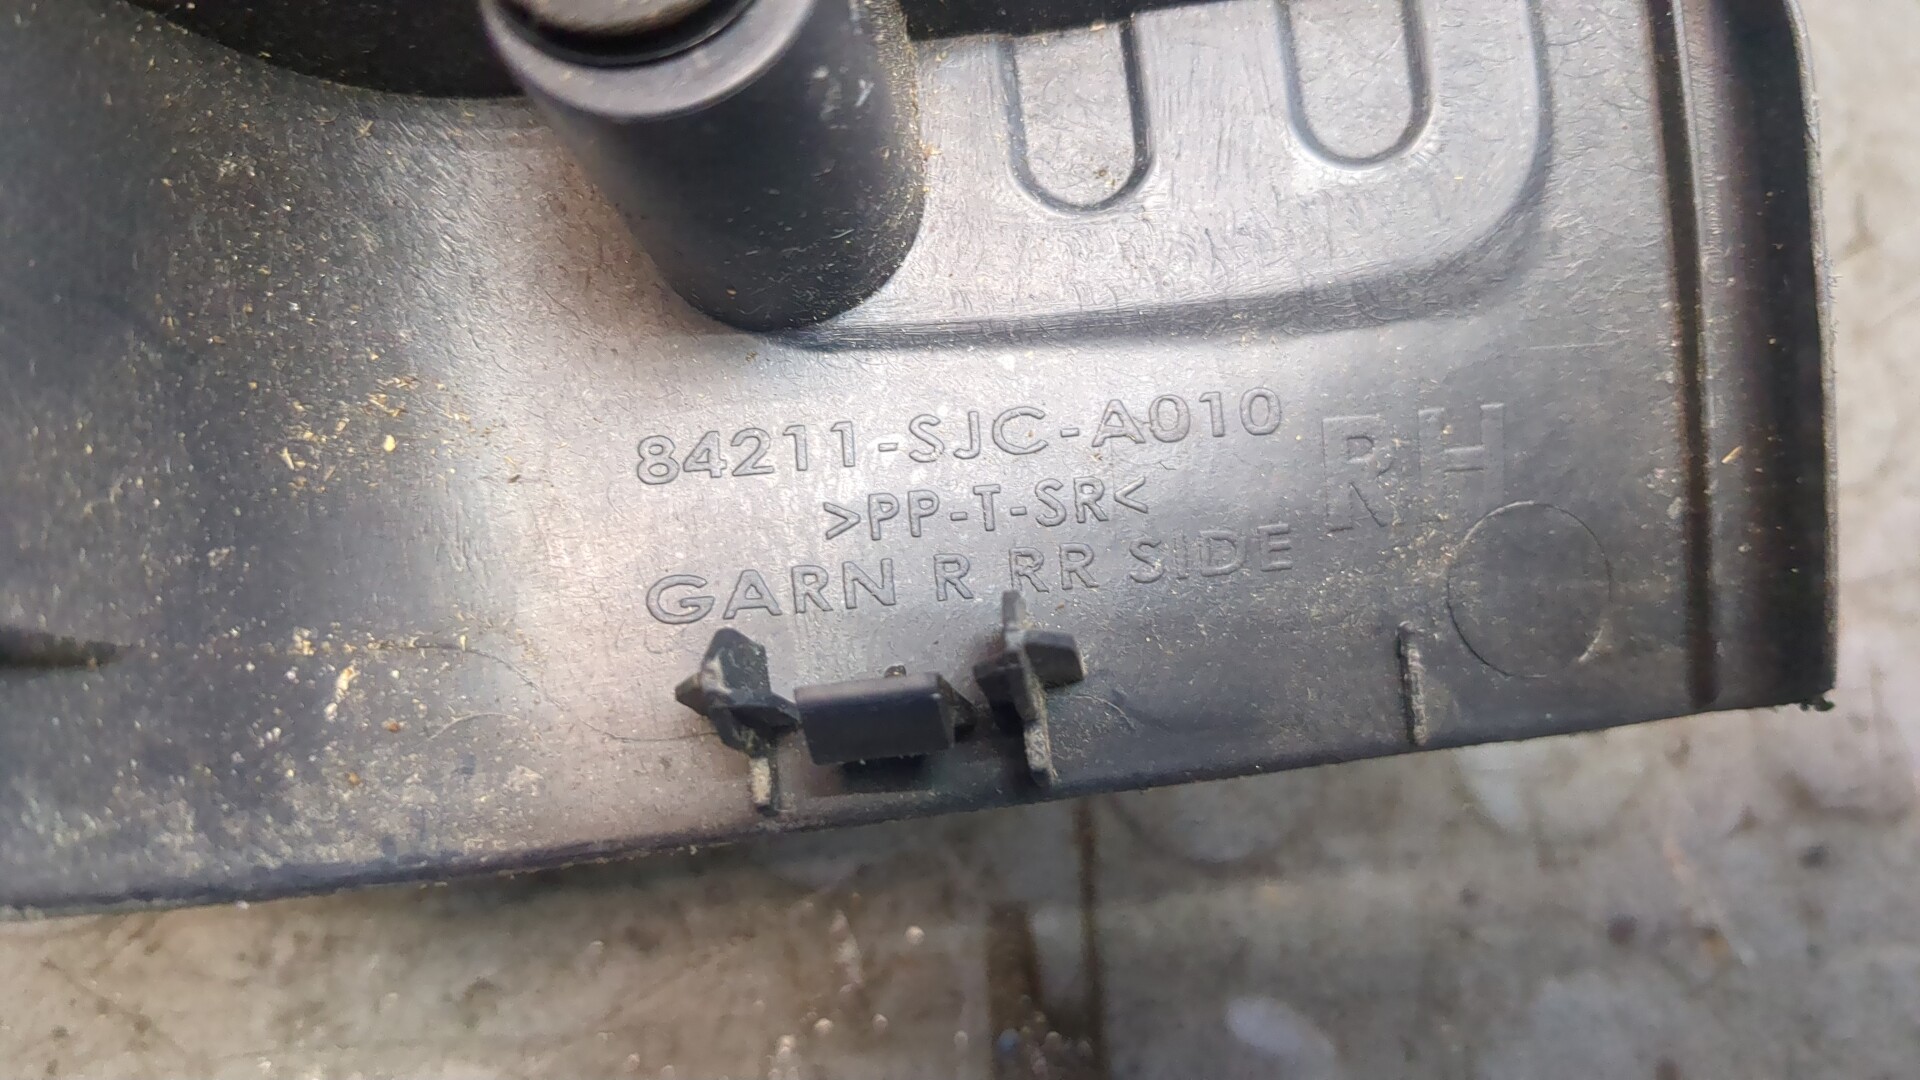 84211-SJC-A010
>PP-T-SR<
GARN R RR SIDE
RH